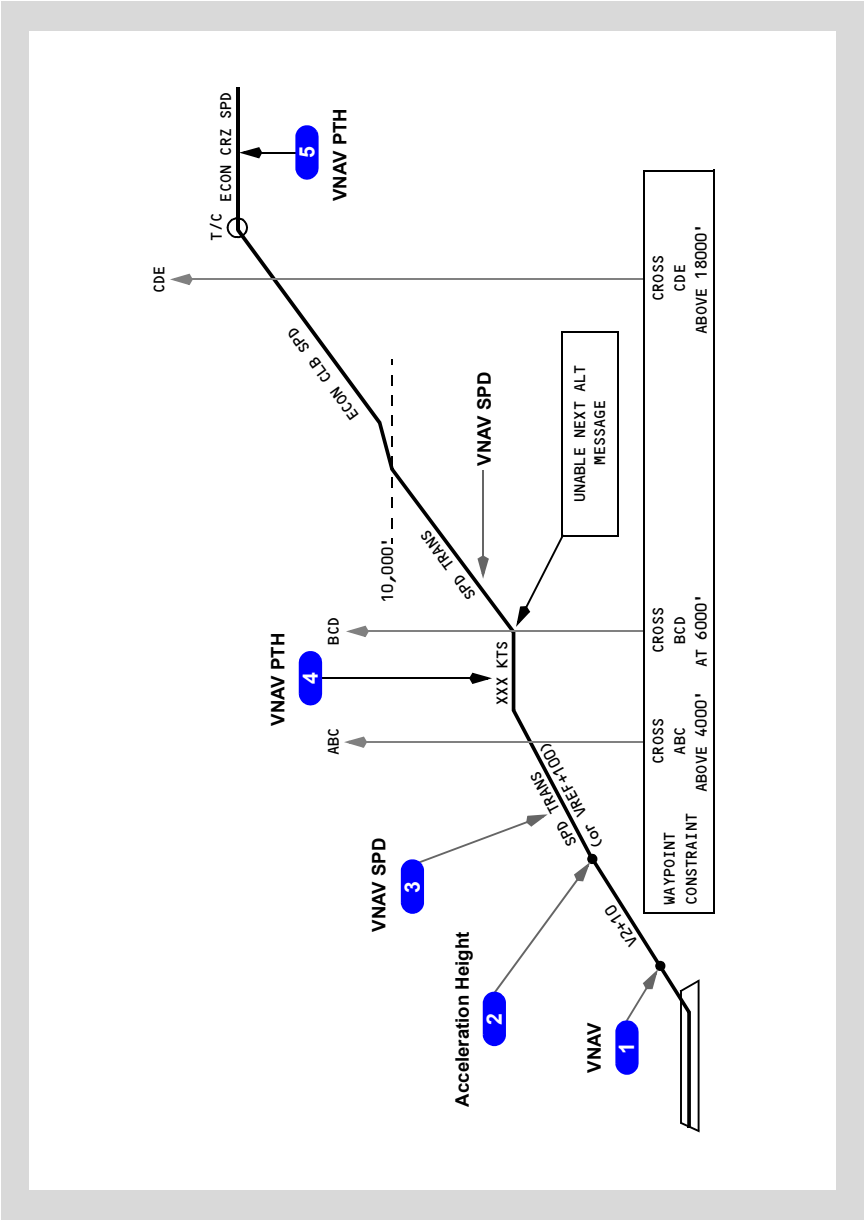 CDE
T/C
ECON CRZ SPD
5
VNAV PTH
ECON CLB SPD
10,000'
VNAV PTH
4
ABC
BCD
SPD TRANS
VNAV SPD
XXX KTS
VNAV SPD
3
SPD TRANS
(or VREF+100)
UNABLE NEXT ALT
MESSAGE
Acceleration Height
2
V2+10
VNAV
1
WAYPOINT
CONSTRAINT
CROSS
ABC
ABOVE 4000'
CROSS
BCD
AT 6000'
CROSS
CDE
ABOVE 18000'